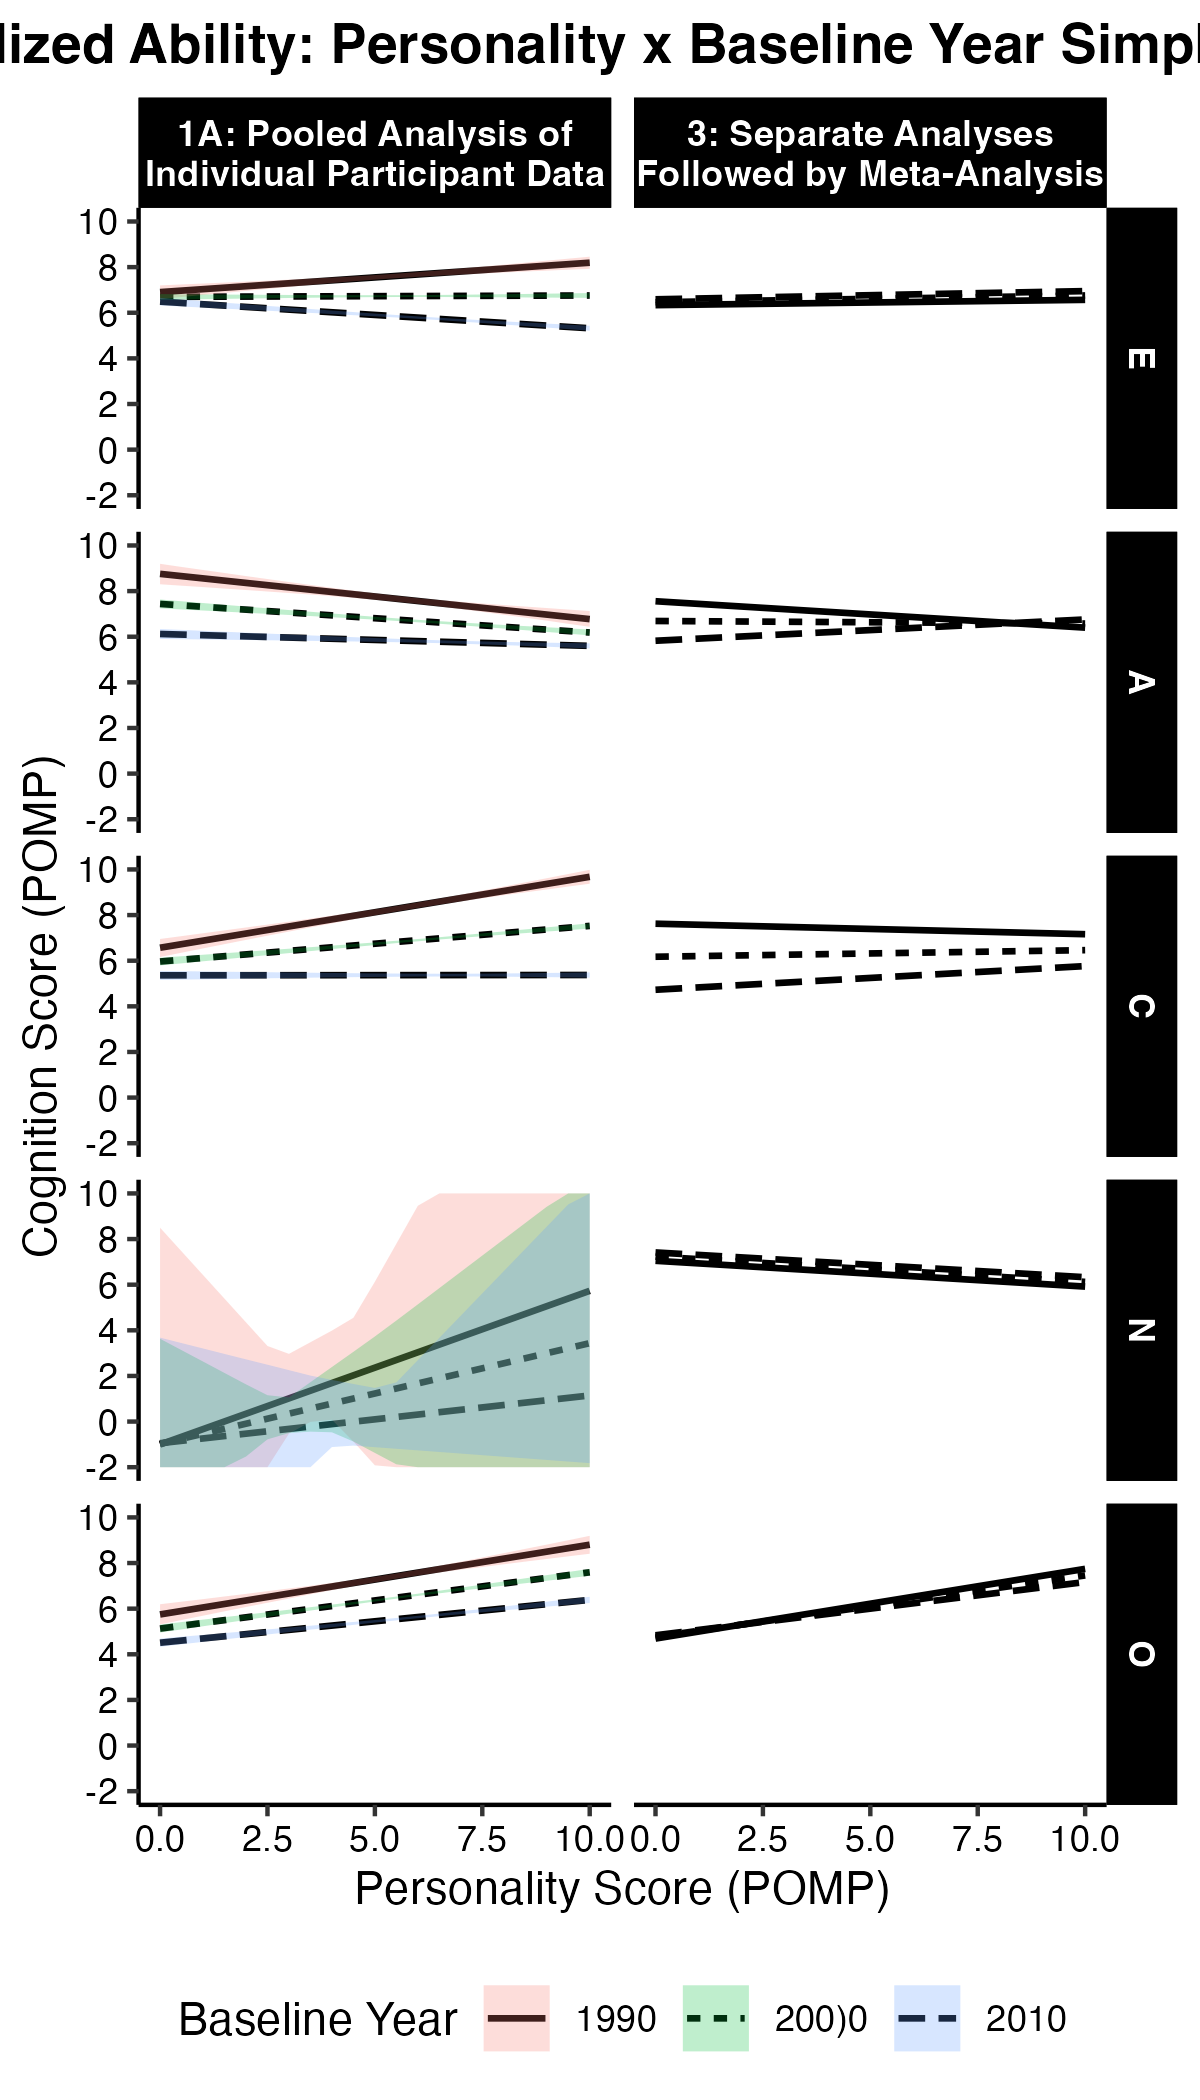 lized Ability: Personality x Baseline Year Simpl
1A: Pooled Analysis of
Individual Participant Data
3: Separate Analyses
Followed by Meta-Analysis
Cognition Score (POMP)
10
8
6
4
2
0
-2
E
10
8
6
4
2
0
-2
A
10
8
6
4
2
0
-2
C
10
8
6
4
2
0
-2
N
10
8
6
4
2
0
-2
O
0.0 2.5 5.0 7.5 10.0 0.0 2.5 5.0 7.5 10.0
Personality Score (POMP)
Baseline Year 1990 200)0 2010